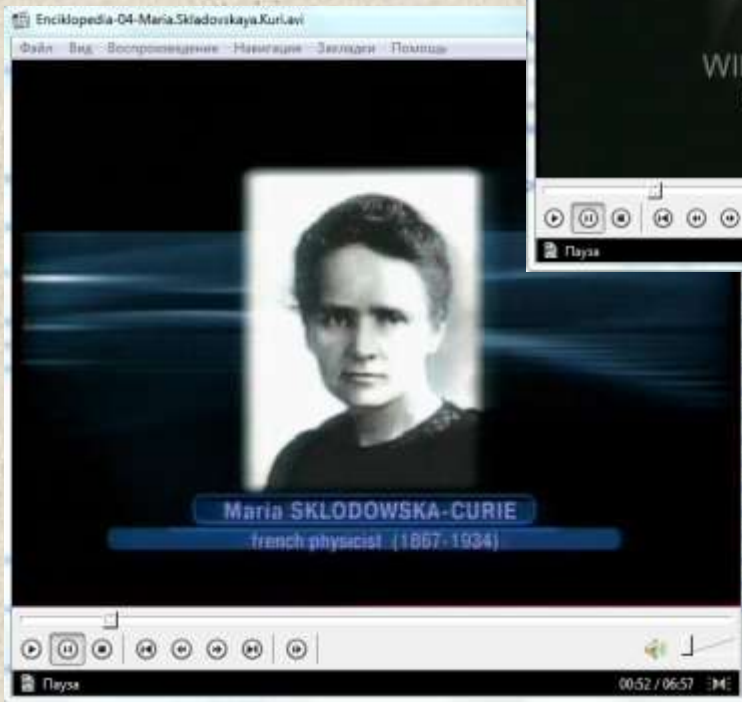 Enciklopedia-04-Maria.Skladovskaya.Kuri.avi
Файл Вид Воспроизведение Навигация Закладки Помощь
Maria SKLODOWSKA-CURIE
french physicist (1867-1934)
Пауза
00:52 / 06:57
WI
Пауза